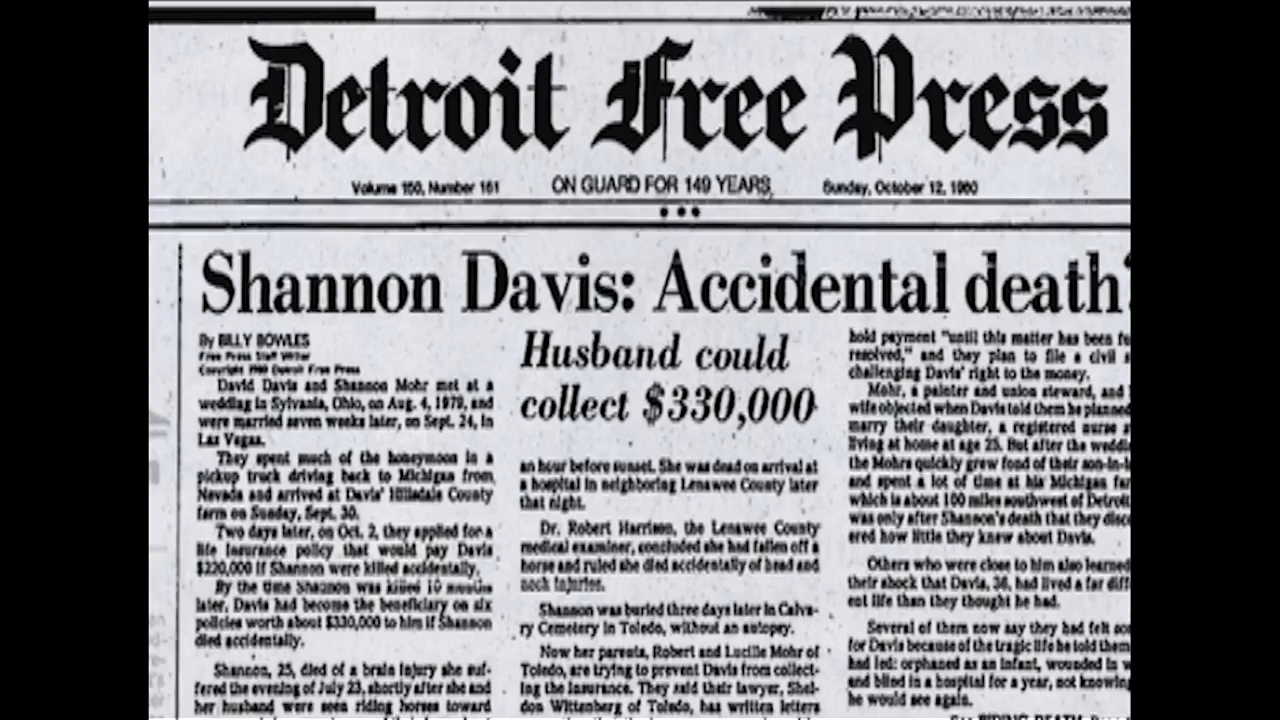 Detroit Free Press
Volume 150, Number 161
ON GUARD FOR 149 YEARS
Sunday, October 12, 1980
Shannon Davis: Accidental death?
By BILLY BOWLES
Free Press Staff Writer
Copyright 1980 Detroit Free Press
David Davis and Shannon Mohr met at a
wedding in Sylvania, Ohio, on Aug. 4, 1979, and
were married seven weeks later, on Sept. 24, in
Las Vegas.
They spent much of the honeymoon in a
pickup truck driving back to Michigan from
Nevada and arrived at Davis' Hillsdale County
farm on Sunday, Sept. 30.
Two days later, on Oct. 2, they applied for a
life insurance policy that would pay Davis
$220,000 if Shannon were killed accidentally.
By the time Shannon was killed 10 months
later, Davis had become the beneficiary on six
policies worth about $330,000 to him if Shannon
died accidentally.
Shannon, 25, died of a brain injury she suf-
fered the evening of July 23, shortly after she and
her husband were seen riding horses toward
Husband could
collect $330,000
an hour before sunset. She was dead on arrival at
a hospital in neighboring Lenawee County later
that night.
Dr. Robert Harrison, the Lenawee County
medical examiner, concluded she had fallen off a
horse and ruled she died accidentally of head and
neck injuries.
Shannon was buried three days later in Calva-
ry Cemetery in Toledo, without an autopsy.
Now her parents, Robert and Lucille Mohr of
Toledo, are trying to prevent Davis from collect-
ing the insurance. They said their lawyer, Shel-
don Wittenberg of Toledo, has written letters
hold payment "until this matter has been fu
resolved," and they plan to file a civil s
challenging Davis' right to the money.
Mohr, a painter and union steward, and
wife objected when Davis told them he planned
marry their daughter, a registered nurse
living at home at age 25. But after the weddi
the Mohrs quickly grew fond of their son-in-l
and spent a lot of time at his Michigan far
which is about 100 miles southwest of Detroit
was only after Shannon's death that they disc
ered how little they knew about Davis.
Others who were close to him also learned
their shock that Davis, 36, had lived a far diff
ent life than they thought he had.
Several of them now say they had felt so
for Davis because of the tragic life he told them
had led: orphaned as an infant, wounded in
and blind in a hospital for a year, not knowing
he would see again.
RIDING DEATH